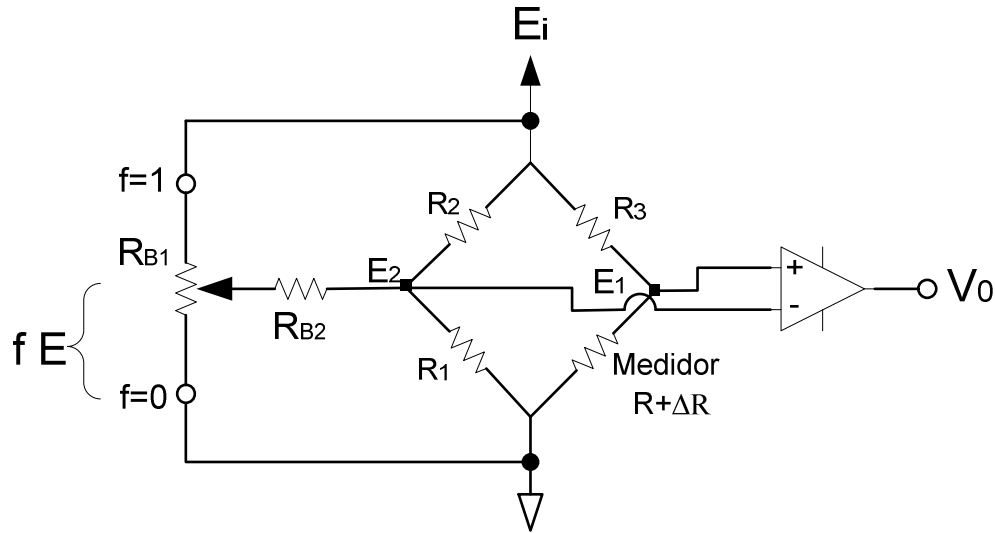 Ei
f=1
R2
R3
RB1
E2
E1
+
-
V0
RB2
f E
R1
Medidor
R+ΔR
f=0